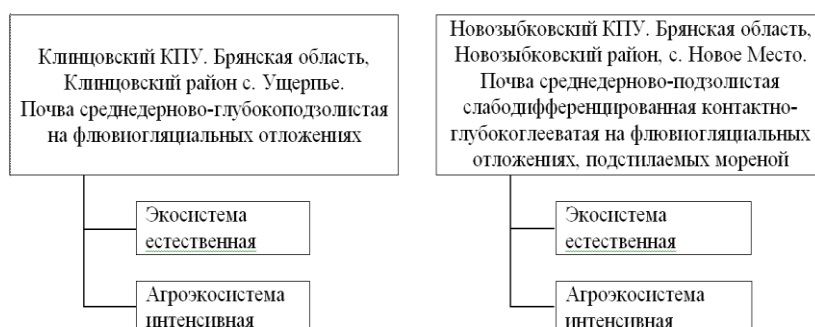 Клинцовский КПУ. Брянская область,
Клинцовский район с. Ущерпье.
Почва среднедерново-глубокоподзолистая
на флювиогляциальных отложениях
Экосистема
естественная
Агроэкосистема
интенсивная
Новозыбковский КПУ. Брянская область,
Новозыбковский район, с. Новое Место.
Почва среднедерново-подзолистая
слабодифференцированная контактно-
глубокоглееватая на флювиогляциальных
отложениях, подстилаемых мореной
Экосистема
естественная
Агроэкосистема
интенсивная